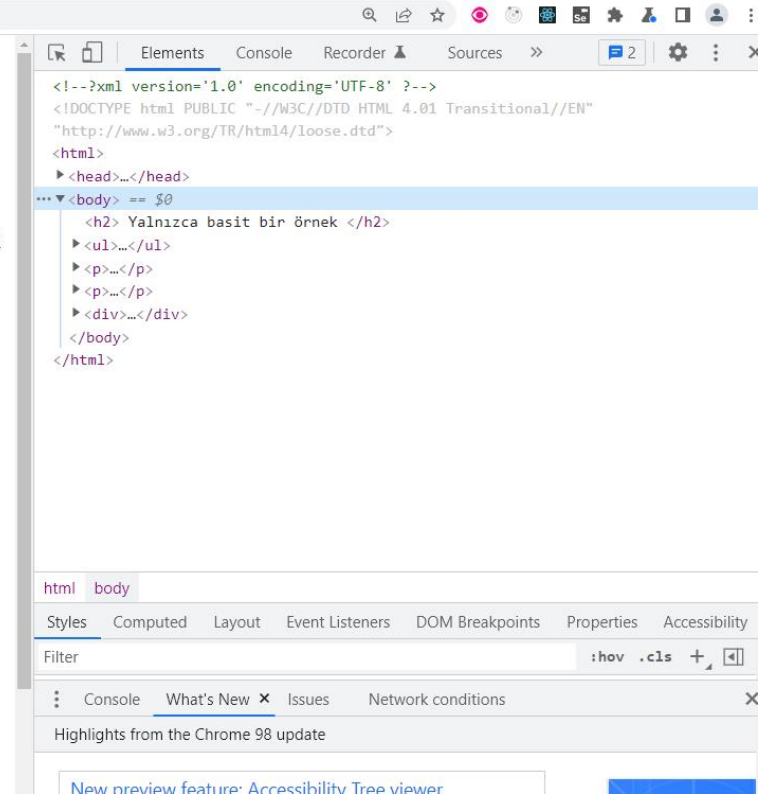 Se
Elements Console Recorder Sources » 2
<!--?xml version='1.0' encoding='UTF-8' ?-->
<!DOCTYPE html PUBLIC "-//W3C//DTD HTML 4.01 Transitional//EN"
"http://www.w3.org/TR/html4/loose.dtd">
<html>
<head>…</head>
<body> == $0
<h2> Yalnızca basit bir örnek </h2>
<ul>…</ul>
<p>…</p>
<p>…</p>
<div>…</div>
</body>
</html>
html body
Styles Computed Layout Event Listeners DOM Breakpoints Properties Accessibility
Filter :hov .cls +
Console What's New × Issues Network conditions ×
Highlights from the Chrome 98 update
New preview feature: Accessibility Tree viewer